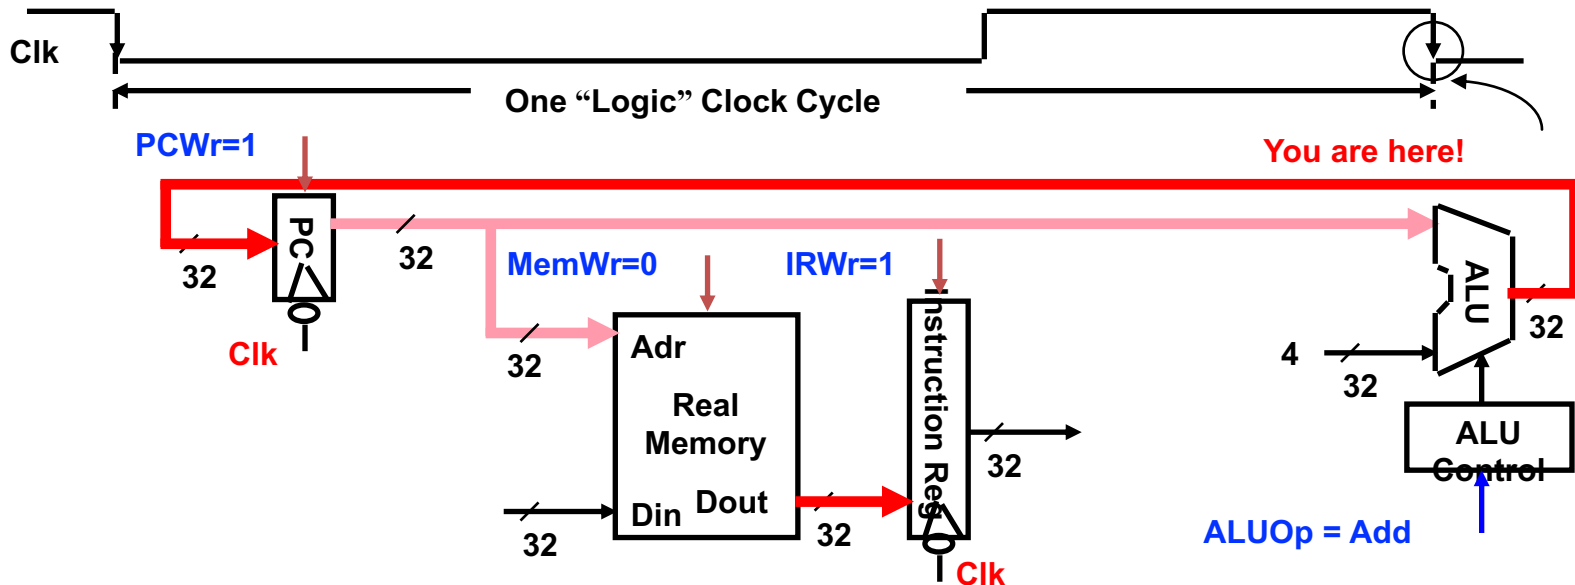 Clk
One “Logic” Clock Cycle
PCWr=1
You are here!
PC
32
32
MemWr=0
IRWr=1
ALU
32
Clk
32
Adr
4
32
Real
Memory
Instruction Reg
ALU
Control
32
Din
Dout
32
32
ALUOp = Add
Clk